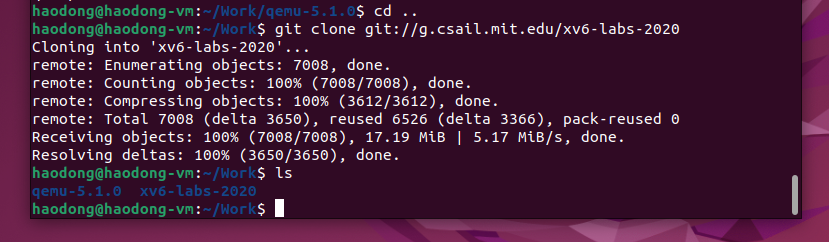 haodong@haodong-vm:~/Work/qemu-5.1.0$ cd ..
haodong@haodong-vm:~/Work$ git clone git://g.csail.mit.edu/xv6-labs-2020
Cloning into 'xv6-labs-2020'...
remote: Enumerating objects: 7008, done.
remote: Counting objects: 100% (7008/7008), done.
remote: Compressing objects: 100% (3612/3612), done.
remote: Total 7008 (delta 3650), reused 6526 (delta 3366), pack-reused 0
Receiving objects: 100% (7008/7008), 17.19 MiB | 5.17 MiB/s, done.
Resolving deltas: 100% (3650/3650), done.
haodong@haodong-vm:~/Work$ ls
qemu-5.1.0  xv6-labs-2020
haodong@haodong-vm:~/Work$